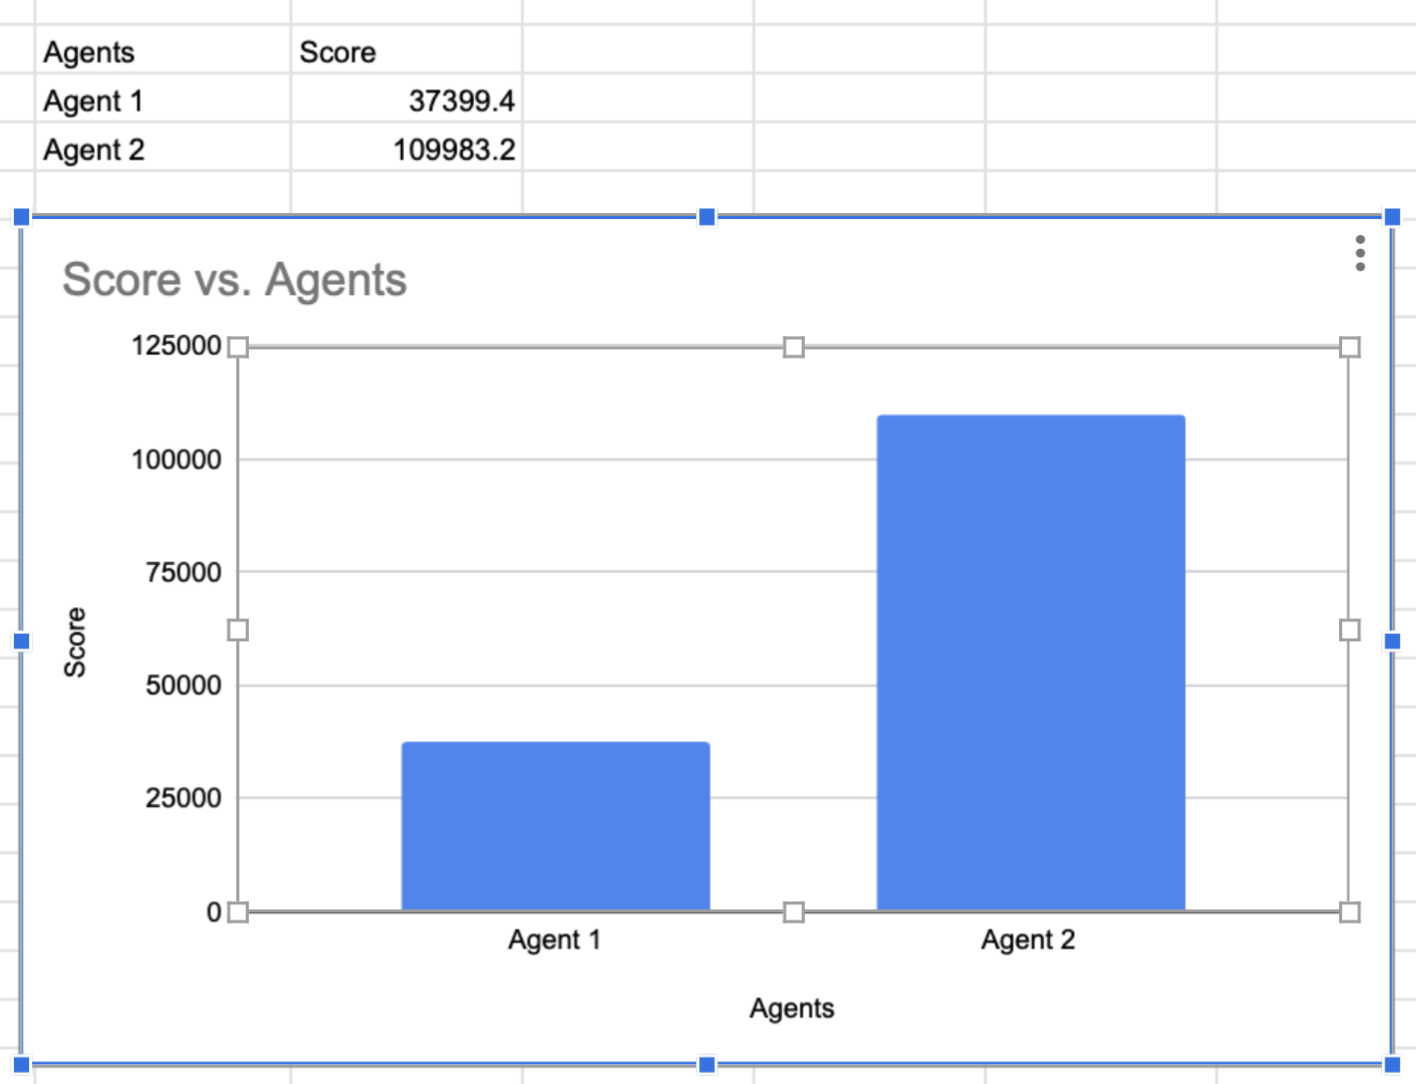 Agents Score
Agent 1 37399.4
Agent 2 109983.2
Score vs. Agents
125000
100000
75000
50000
25000
0
Score
Agent 1 Agent 2
Agents